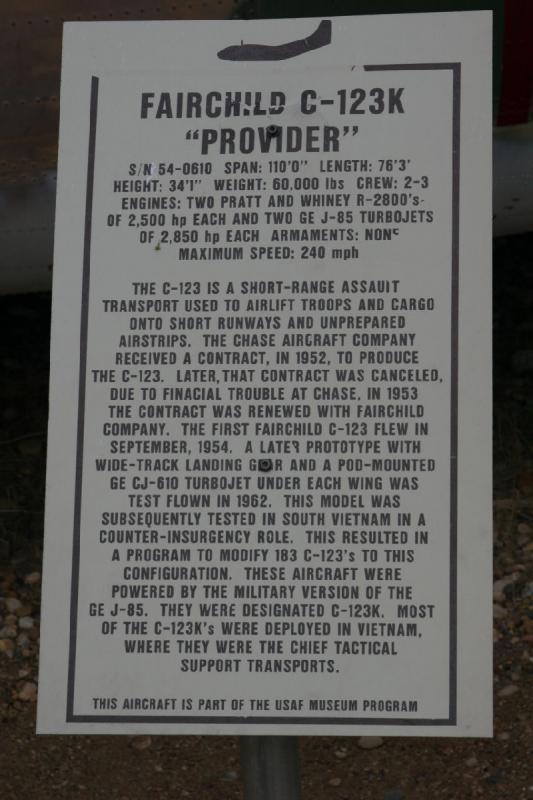 FAIRCHILD C-123K
"PROVIDER"
S/N 54-0610 SPAN: 110'0" LENGTH: 76'3'
HEIGHT: 34'1" WEIGHT: 60,000 lbs CREW: 2-3
ENGINES: TWO PRATT AND WHINEY R-2800's-
OF 2,500 hp EACH AND TWO GE J-85 TURBOJETS
OF 2,850 hp EACH ARMAMENTS: NONE
MAXIMUM SPEED: 240 mph
THE C-123 IS A SHORT-RANGE ASSAULT
TRANSPORT USED TO AIRLIFT TROOPS AND CARGO
ONTO SHORT RUNWAYS AND UNPREPARED
AIRSTRIPS. THE CHASE AIRCRAFT COMPANY
RECEIVED A CONTRACT, IN 1952, TO PRODUCE
THE C-123. LATER, THAT CONTRACT WAS CANCELED,
DUE TO FINACIAL TROUBLE AT CHASE, IN 1953
THE CONTRACT WAS RENEWED WITH FAIRCHILD
COMPANY. THE FIRST FAIRCHILD C-123 FLEW IN
SEPTEMBER, 1954. A LATER PROTOTYPE WITH
WIDE-TRACK LANDING GEAR AND A POD-MOUNTED
GE CJ-610 TURBOJET UNDER EACH WING WAS
TEST FLOWN IN 1962. THIS MODEL WAS
SUBSEQUENTLY TESTED IN SOUTH VIETNAM IN A
COUNTER-INSURGENCY ROLE. THIS RESULTED IN
A PROGRAM TO MODIFY 183 C-123's TO THIS
CONFIGURATION. THESE AIRCRAFT WERE
POWERED BY THE MILITARY VERSION OF THE
GE J-85. THEY WERE DESIGNATED C-123K. MOST
OF THE C-123K's WERE DEPLOYED IN VIETNAM,
WHERE THEY WERE THE CHIEF TACTICAL
SUPPORT TRANSPORTS.
THIS AIRCRAFT IS PART OF THE USAF MUSEUM PROGRAM